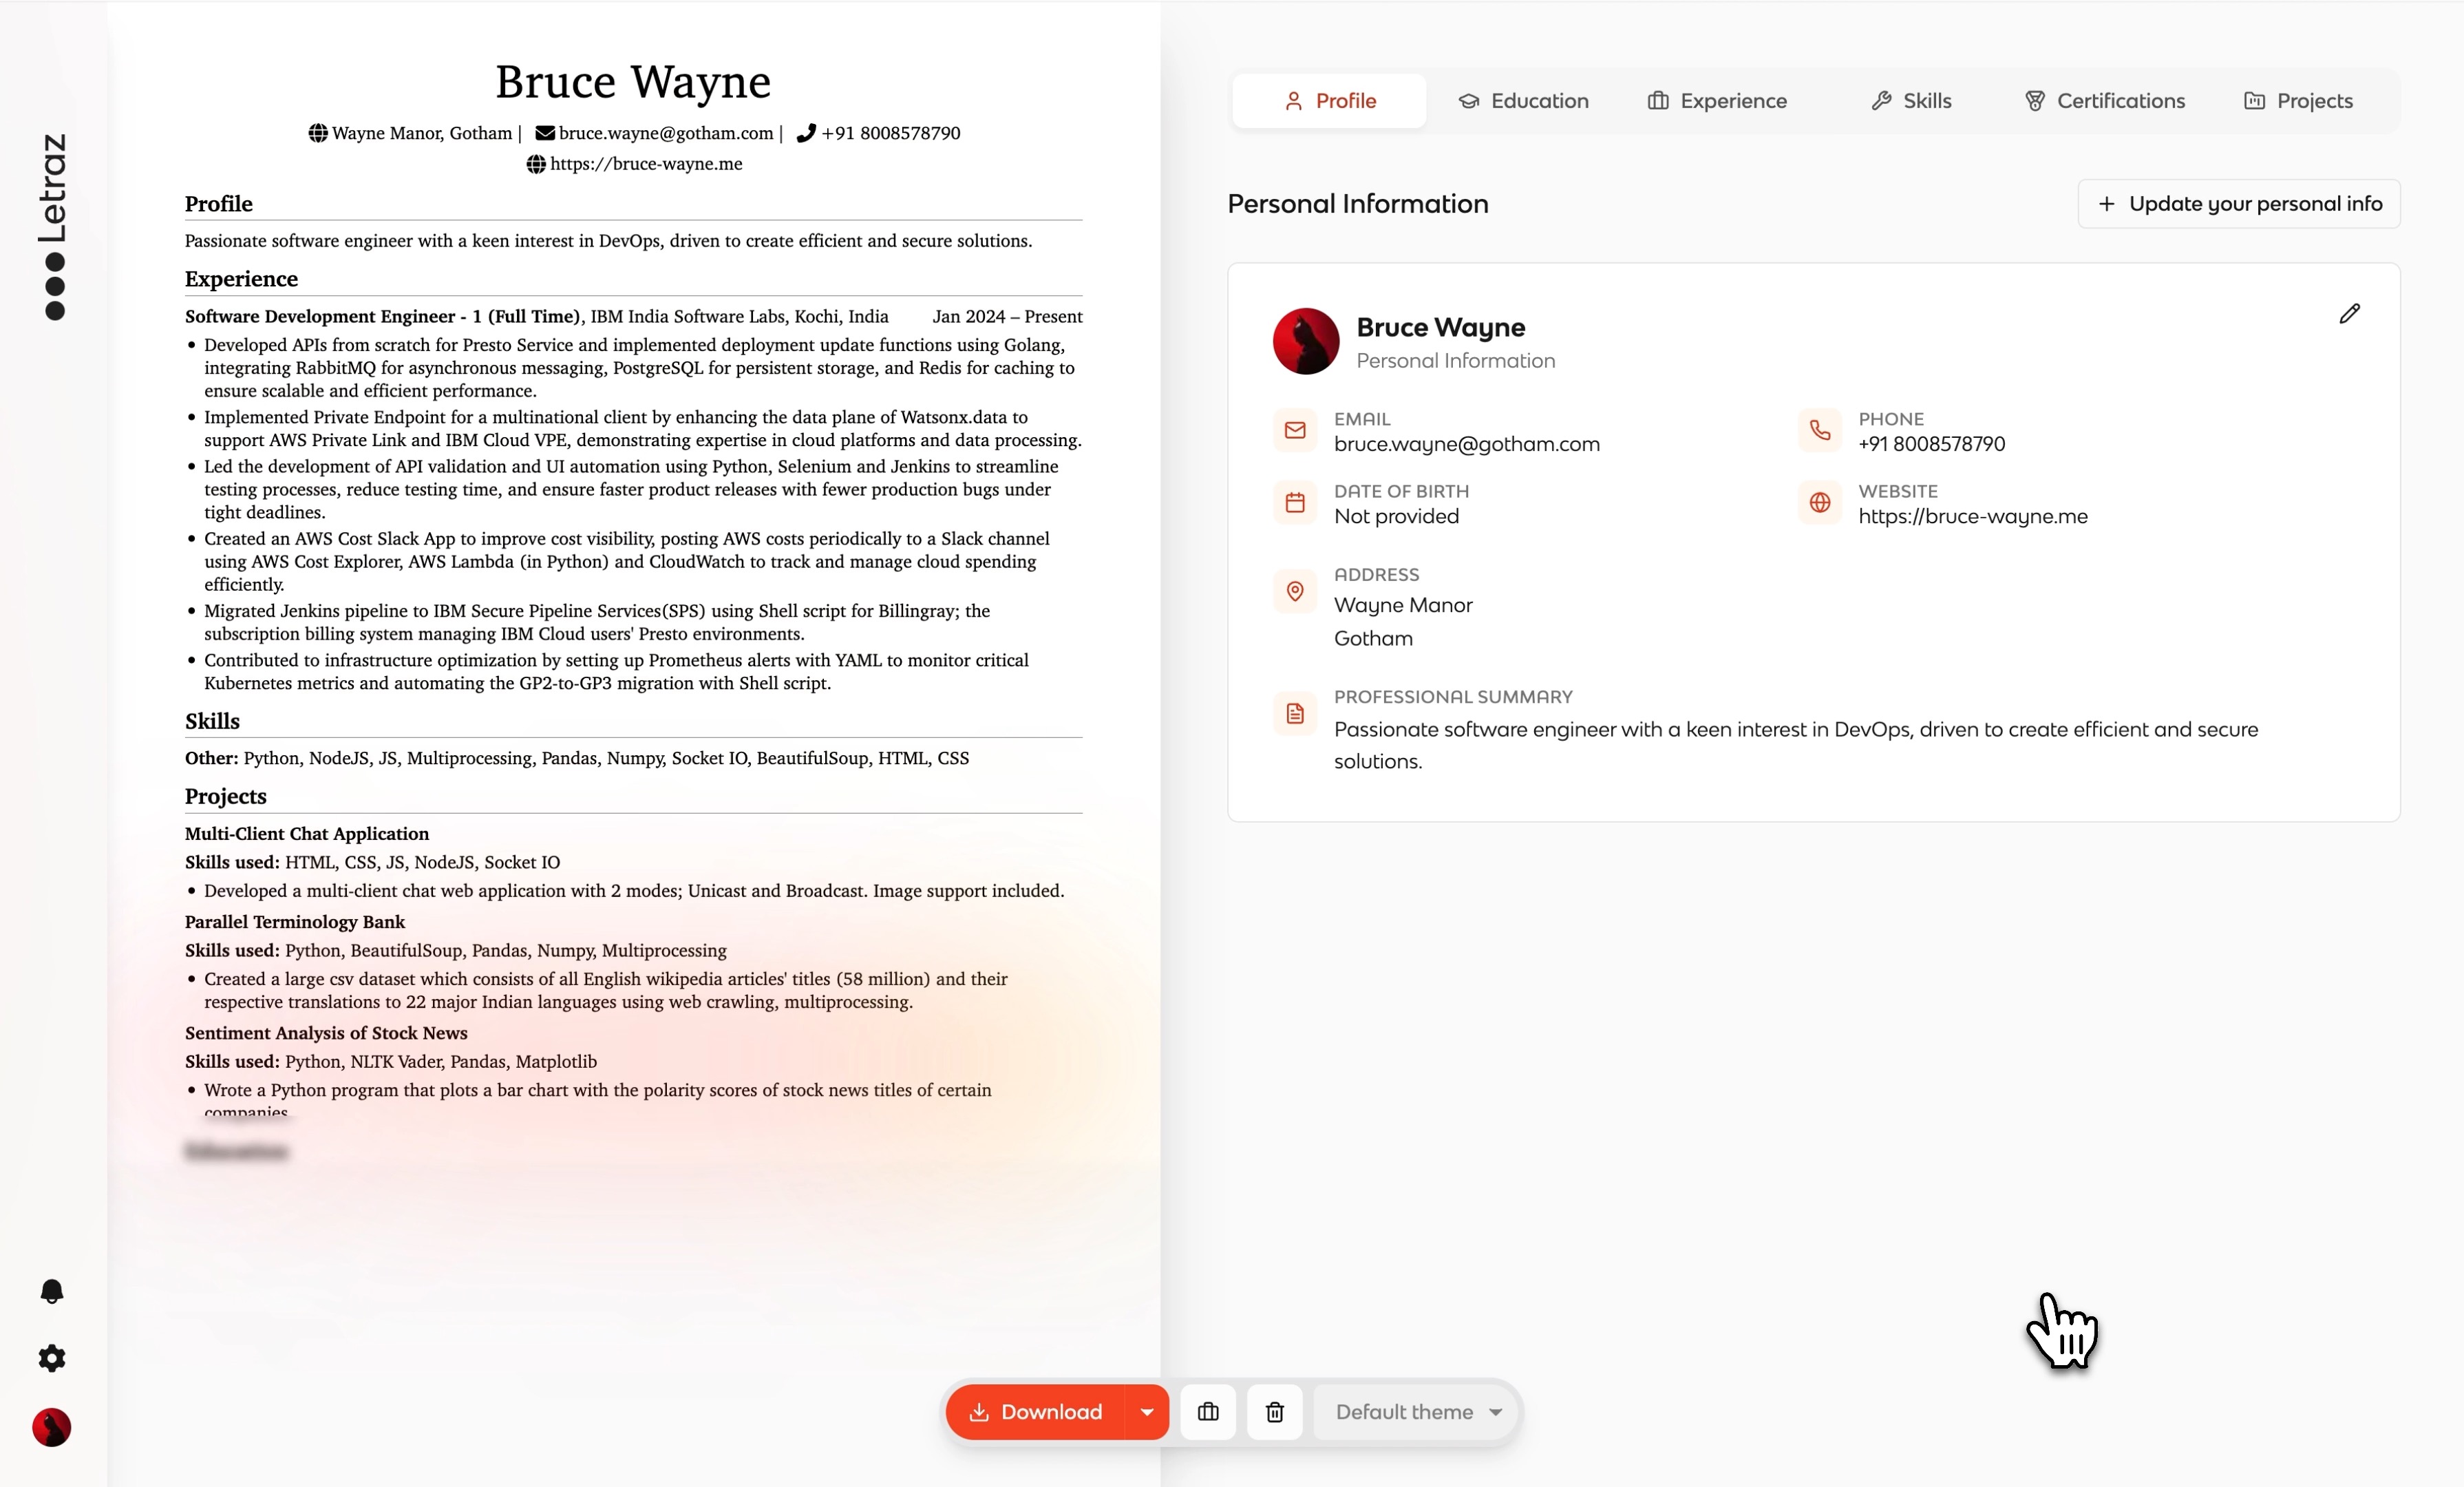 Letraz
Bruce Wayne
Wayne Manor, Gotham | bruce.wayne@gotham.com | +91 8008578790
https://bruce-wayne.me
Profile
Passionate software engineer with a keen interest in DevOps, driven to create efficient and secure solutions.
Experience
Software Development Engineer - 1 (Full Time), IBM India Software Labs, Kochi, India Jan 2024 – Present
• Developed APIs from scratch for Presto Service and implemented deployment update functions using Golang,
integrating RabbitMQ for asynchronous messaging, PostgreSQL for persistent storage, and Redis for caching to
ensure scalable and efficient performance.
• Implemented Private Endpoint for a multinational client by enhancing the data plane of Watsonx.data to
support AWS Private Link and IBM Cloud VPE, demonstrating expertise in cloud platforms and data processing.
• Led the development of API validation and UI automation using Python, Selenium and Jenkins to streamline
testing processes, reduce testing time, and ensure faster product releases with fewer production bugs under
tight deadlines.
• Created an AWS Cost Slack App to improve cost visibility, posting AWS costs periodically to a Slack channel
using AWS Cost Explorer, AWS Lambda (in Python) and CloudWatch to track and manage cloud spending
efficiently.
• Migrated Jenkins pipeline to IBM Secure Pipeline Services(SPS) using Shell script for Billingray; the
subscription billing system managing IBM Cloud users' Presto environments.
• Contributed to infrastructure optimization by setting up Prometheus alerts with YAML to monitor critical
Kubernetes metrics and automating the GP2-to-GP3 migration with Shell script.
Skills
Other: Python, NodeJS, JS, Multiprocessing, Pandas, Numpy, Socket IO, BeautifulSoup, HTML, CSS
Projects
Multi-Client Chat Application
Skills used: HTML, CSS, JS, NodeJS, Socket IO
• Developed a multi-client chat web application with 2 modes; Unicast and Broadcast. Image support included.
Parallel Terminology Bank
Skills used: Python, BeautifulSoup, Pandas, Numpy, Multiprocessing
• Created a large csv dataset which consists of all English wikipedia articles' titles (58 million) and their
respective translations to 22 major Indian languages using web crawling, multiprocessing.
Sentiment Analysis of Stock News
Skills used: Python, NLTK Vader, Pandas, Matplotlib
• Wrote a Python program that plots a bar chart with the polarity scores of stock news titles of certain
companies.
Education
Profile
Education
Experience
Skills
Certifications
Projects
Personal Information
+ Update your personal info
Bruce Wayne
Personal Information
EMAIL
bruce.wayne@gotham.com
PHONE
+91 8008578790
DATE OF BIRTH
Not provided
WEBSITE
https://bruce-wayne.me
ADDRESS
Wayne Manor
Gotham
PROFESSIONAL SUMMARY
Passionate software engineer with a keen interest in DevOps, driven to create efficient and secure
solutions.
Download
Default theme